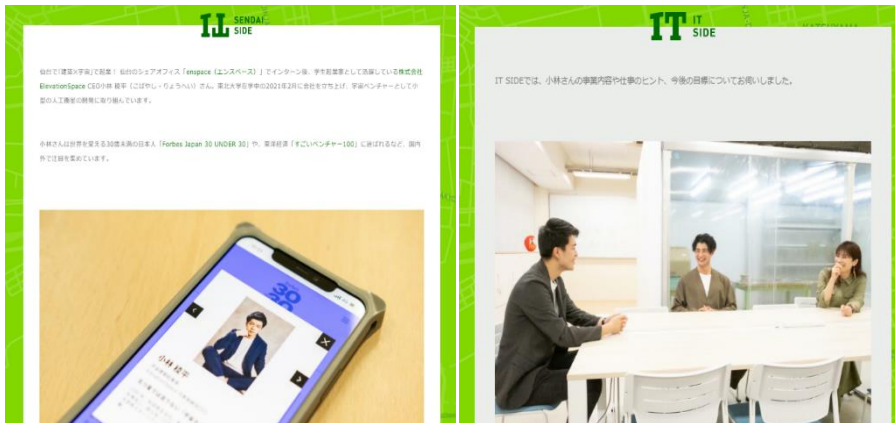 IT SENDAI SIDE
仙台で「建築×宇宙」で起業！ 仙台のシェアオフィス「enspace（エンスペース）」でインターン後、学生起業家として活躍している株式会社
ElevationSpace CEO小林 稜平（こばやし・りょうへい）さん。東北大学在学中の2021年2月に会社を立ち上げ、宇宙ベンチャーとして小
型の人工衛星の開発に取り組んでいます。
小林さんは世界を変える30歳未満の日本人「Forbes Japan 30 UNDER 30」や、東洋経済「すごいベンチャー100」に選ばれるなど、国内
外で注目を集めています。
30
30
小林 稜平
IT IT SIDE
IT SIDEでは、小林さんの事業内容や仕事のヒント、今後の目標についてお伺いしました。